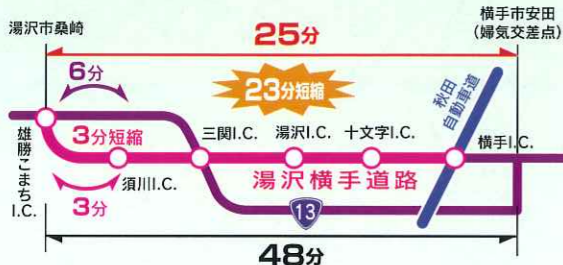 湯沢市桑崎
横手市安田
(婦気交差点)
25分
6分
23分短縮
秋田
自動車道
3分短縮
三関I.C.
湯沢I.C.
十文字I.C.
横手I.C.
雄勝こまち
I.C.
須川I.C.
湯沢横手道路
3分
13
48分